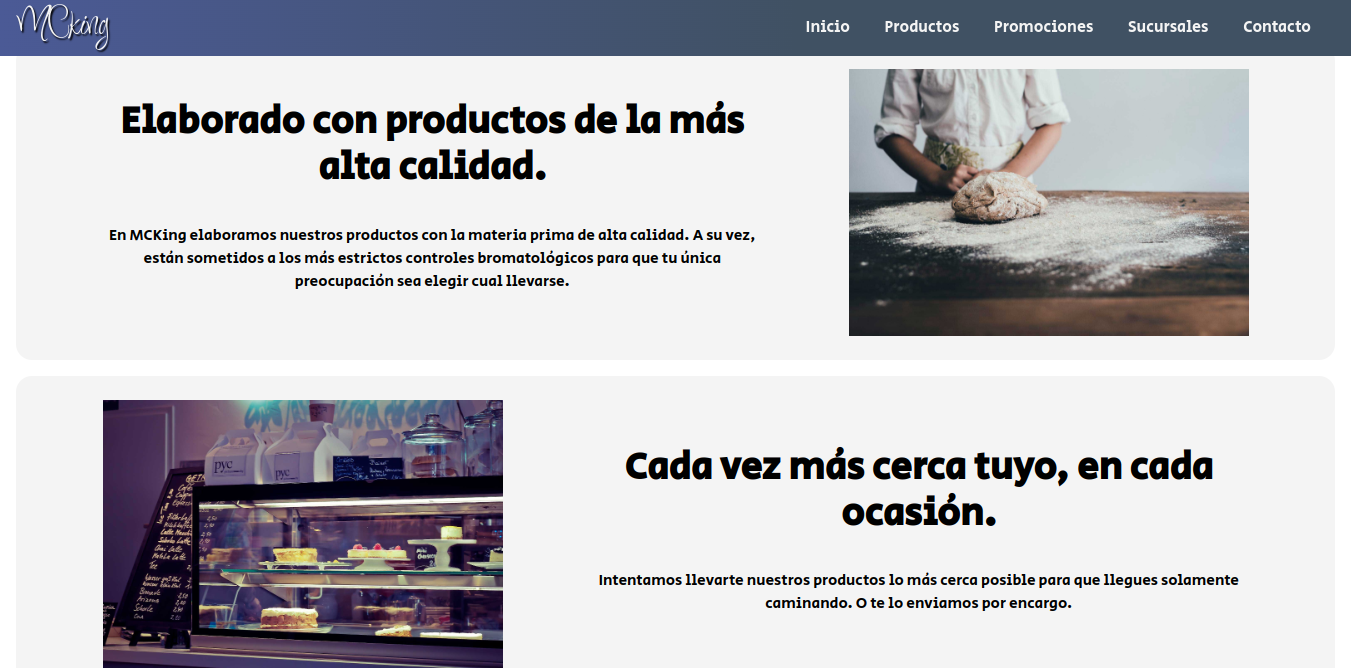 MCking
Inicio Productos Promociones Sucursales Contacto
Elaborado con productos de la más
alta calidad.
En MCKing elaboramos nuestros productos con la materia prima de alta calidad. A su vez,
están sometidos a los más estrictos controles bromatológicos para que tu única
preocupación sea elegir cual llevarse.
pyc
pyc
Cada vez más cerca tuyo, en cada
ocasión.
Intentamos llevarte nuestros productos lo más cerca posible para que llegues solamente
caminando. O te lo enviamos por encargo.